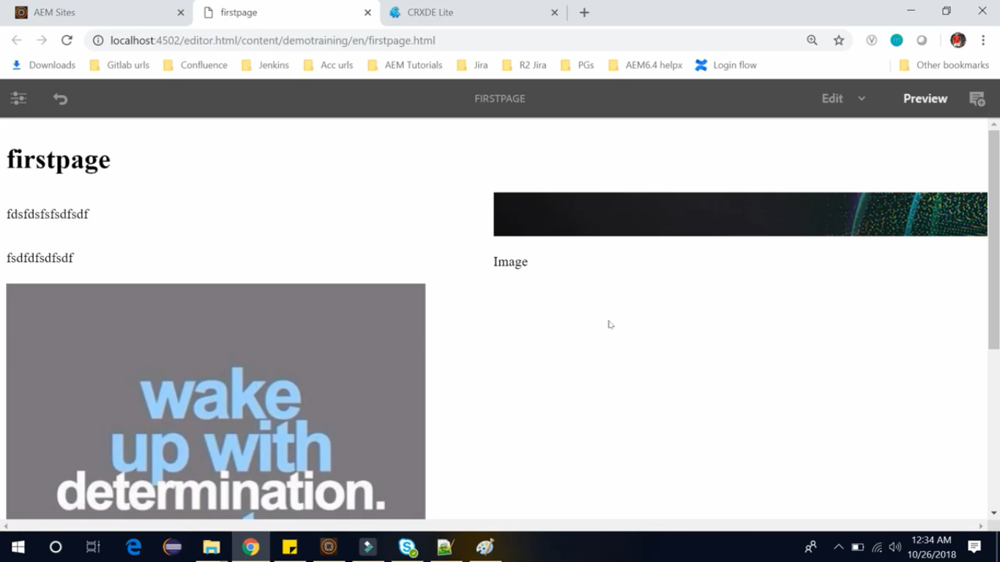 AEM Sites
firstpage
CRXDE Lite
localhost:4502/editor.html/content/demotraining/en/firstpage.html
Downloads
Gitlab urls
Confluence
Jenkins
Acc urls
AEM Tutorials
Jira
R2 Jira
PGs
AEM6.4 helpx
Login flow
Other bookmarks
FIRSTPAGE
Edit
Preview
firstpage
fdsfdsfsfsdfsdf
fsdfdfsdfsdf
Image
wake
up with
determination.
12:34 AM
10/26/2018